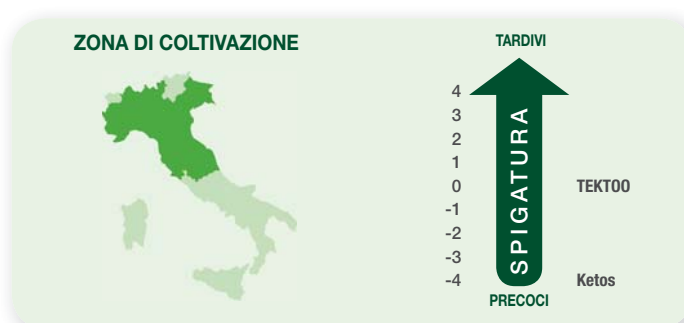 ZONA DI COLTIVAZIONE
TARDIVI
4
3
2
1
0 TEKTOO
-1
-2
-3
-4 Ketos
SPIGATURA
PRECOCI